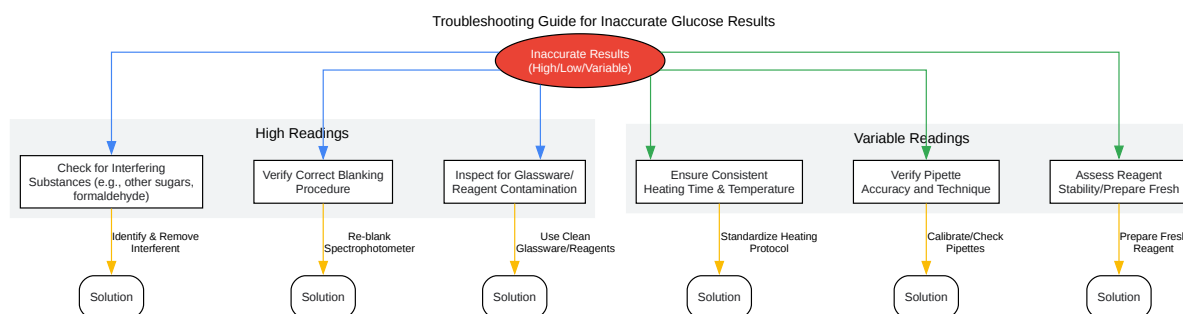 Troubleshooting Guide for Inaccurate Glucose Results
Inaccurate Results
(High/Low/Variable)
High Readings
Variable Readings
Check for Interfering
Substances (e.g., other sugars,
formaldehyde)
Verify Correct Blanking
Procedure
Inspect for Glassware/
Reagent Contamination
Ensure Consistent
Heating Time & Temperature
Verify Pipette
Accuracy and Technique
Assess Reagent
Stability/Prepare Fresh
Identify & Remove
Interferent
Re-blank
Spectrophotometer
Use Clean
Glassware/Reagents
Standardize Heating
Protocol
Calibrate/Check
Pipettes
Prepare Fresh
Reagent
Solution
Solution
Solution
Solution
Solution
Solution